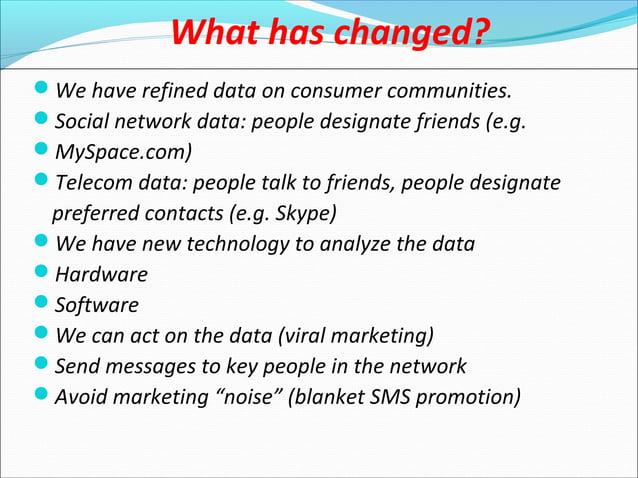 What has changed?
We have refined data on consumer communities.
Social network data: people designate friends (e.g.
MySpace.com)
Telecom data: people talk to friends, people designate
preferred contacts (e.g. Skype)
We have new technology to analyze the data
Hardware
Software
We can act on the data (viral marketing)
Send messages to key people in the network
Avoid marketing “noise” (blanket SMS promotion)